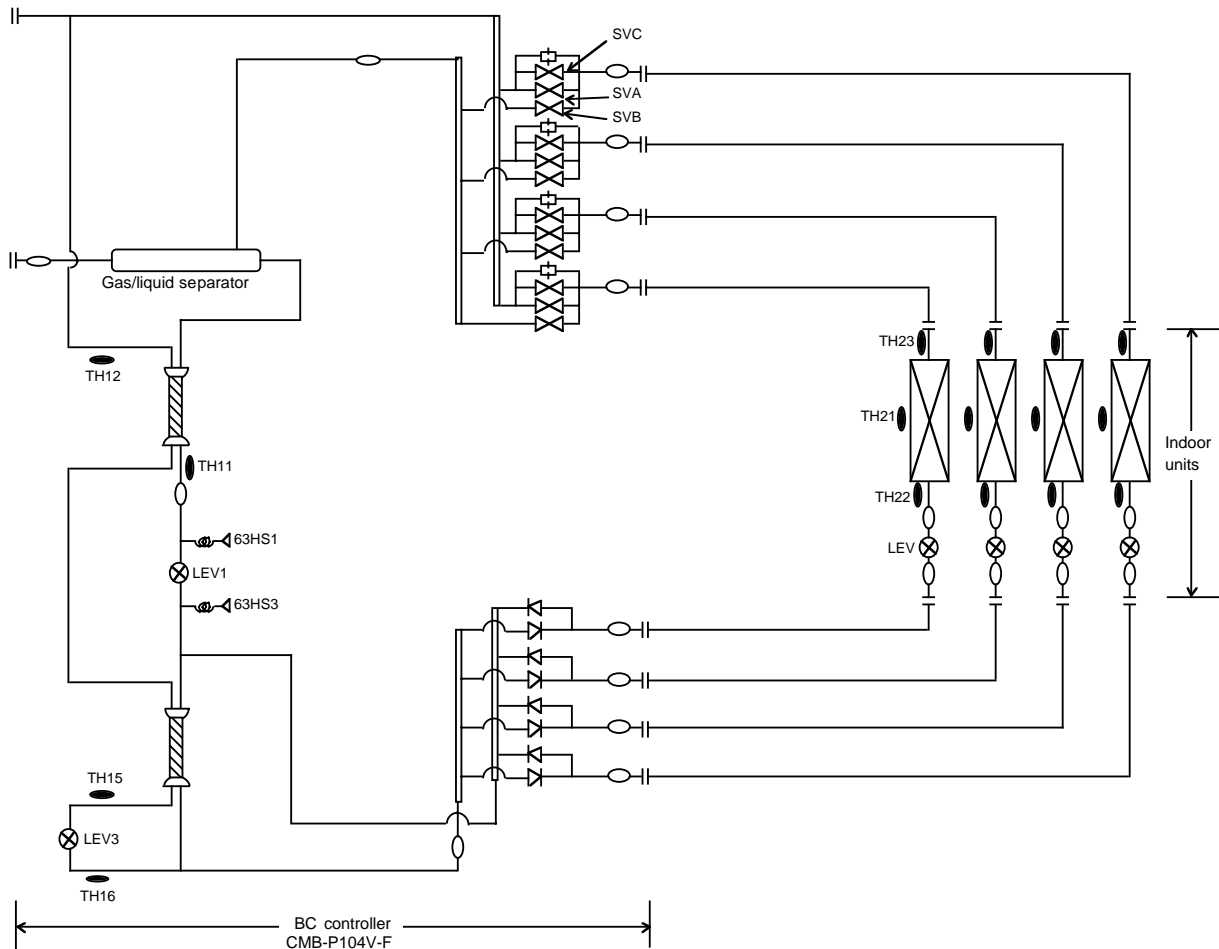 SVC
SVA
SVB
Gas/liquid separator
TH12
TH23
TH21
Indoor
units
TH11
TH22
63HS1
LEV
LEV1
63HS3
TH15
LEV3
TH16
BC controller
CMB-P104V-F